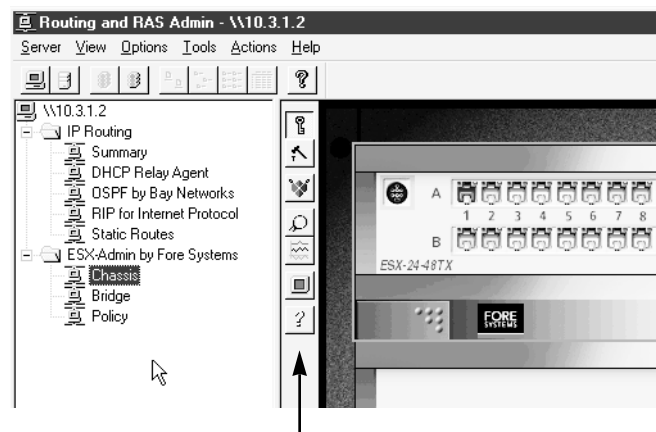 Routing and RAS Admin - \\10.3.1.2
Server View Options Tools Actions Help
\\10.3.1.2
IP Routing
Summary
DHCP Relay Agent
OSPF by Bay Networks
RIP for Internet Protocol
Static Routes
ESX-Admin by Fore Systems
Chassis
Bridge
Policy
A
1 2 3 4 5 6 7 8
B
ESX-24-48TX
FORE
SYSTEMS